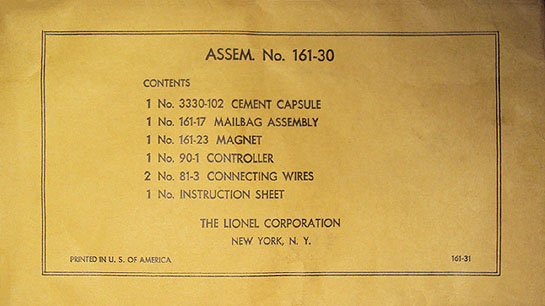 ASSEM. No. 161-30
CONTENTS
1 No. 3330-102 CEMENT CAPSULE
1 No. 161-17 MAILBAG ASSEMBLY
1 No. 161-23 MAGNET
1 No. 90-1 CONTROLLER
2 No. 81-3 CONNECTING WIRES
1 No. INSTRUCTION SHEET
THE LIONEL CORPORATION
NEW YORK, N. Y.
PRINTED IN U. S. OF AMERICA 161-31